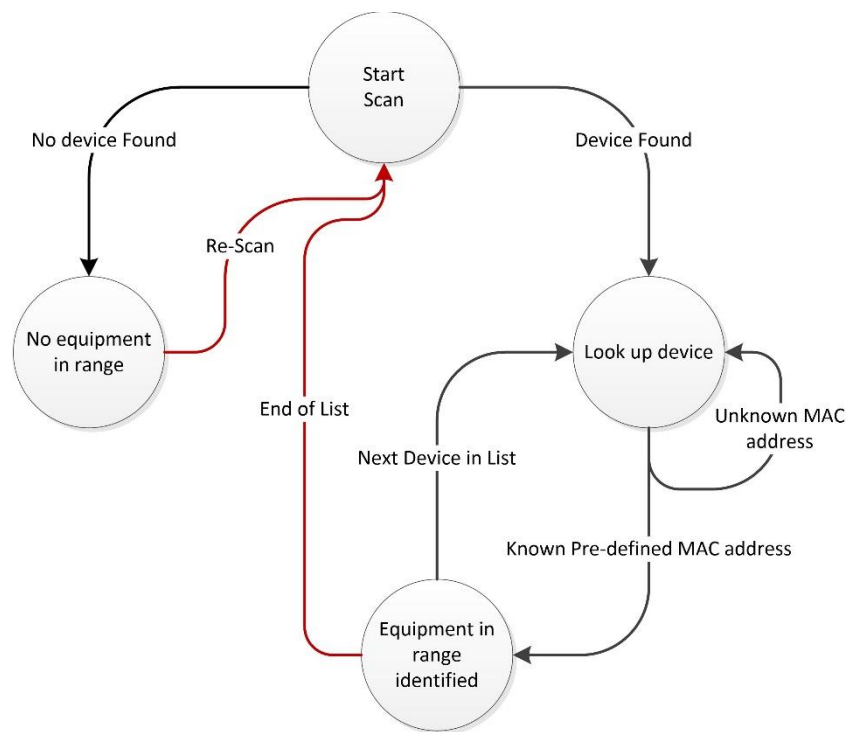 Start
Scan
No device Found
Device Found
Re-Scan
No equipment
in range
Look up device
End of List
Unknown MAC
address
Next Device in List
Known Pre-defined MAC address
Equipment in
range
identified